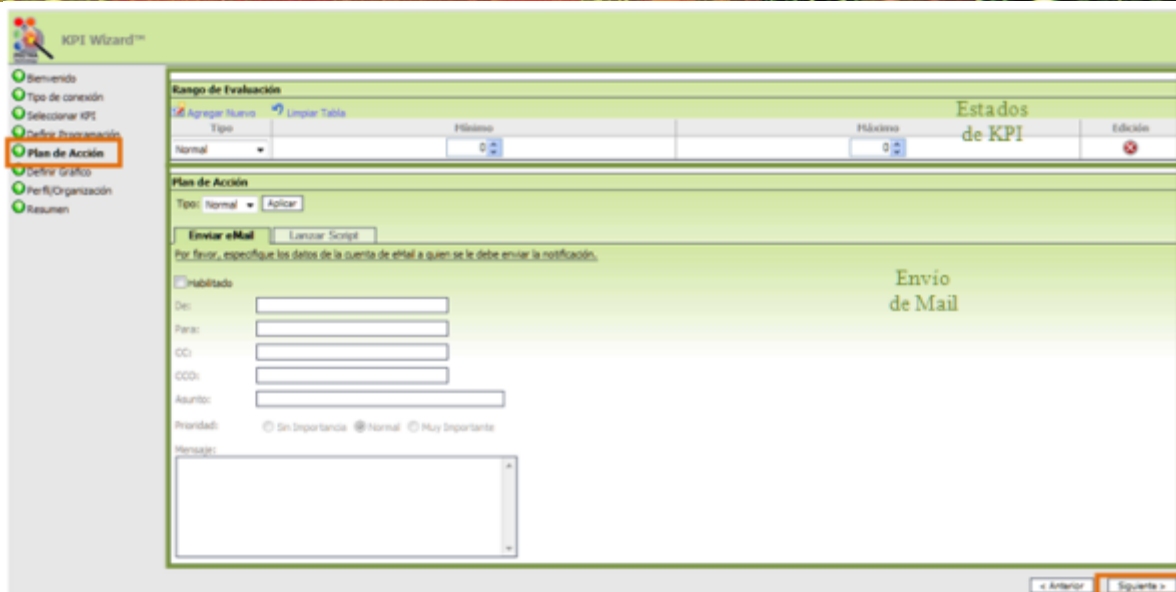 KPI Wizard™
Bienvenido
Tipo de conexión
Seleccionar KPI
Definir Programación
Plan de Acción
Definir Gráfico
Perfil/Organización
Resumen
Rango de Evaluación
Agregar Nuevo Limpiar Tabla
Estados
de KPI
Tipo Mínimo Máximo Edición
Normal 0 0
Plan de Acción
Tipo: Normal Aplicar
Enviar eMail Lanzar Script
Por favor, especifique los datos de la cuenta de eMail a quien se le debe enviar la notificación.
Envío
de Mail
Habilitado
De:
Para:
CC:
CCO:
Asunto:
Prioridad: Sin Importancia Normal Muy Importante
Mensaje:
< Anterior Siguiente >